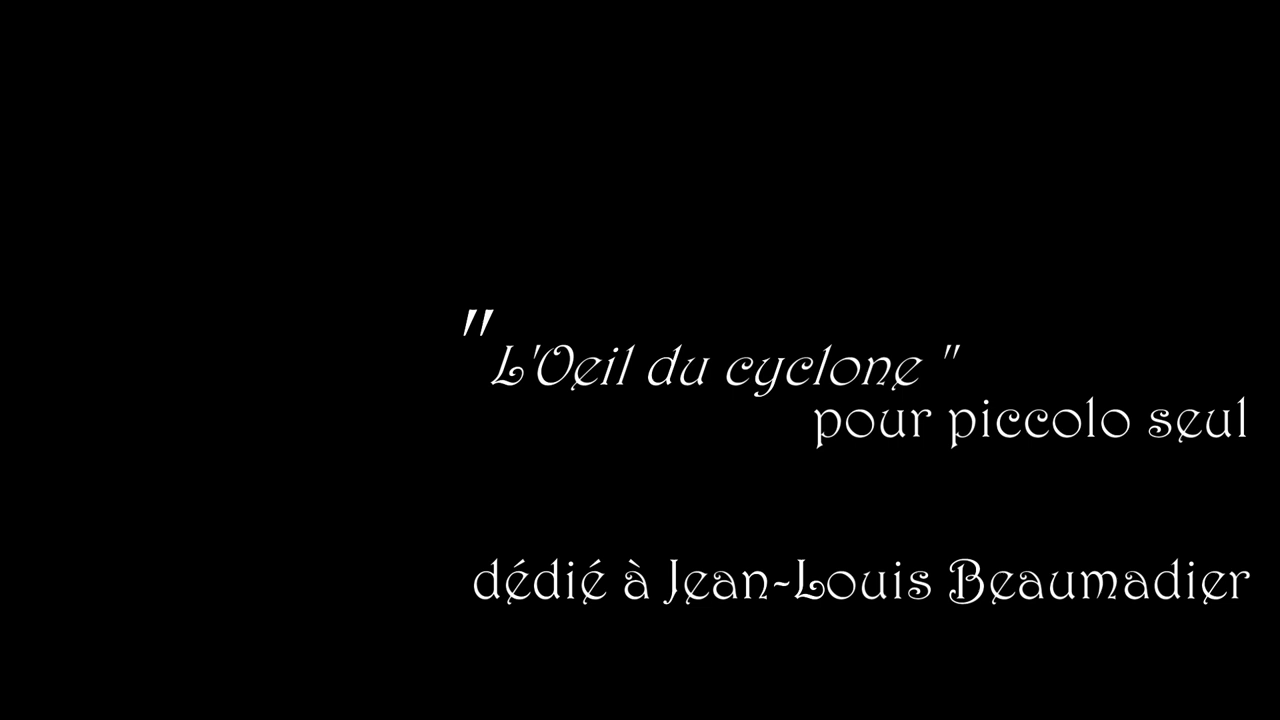 "L'Oeil du cyclone "
pour piccolo seul
dédié à Jean-Louis Beaumadier